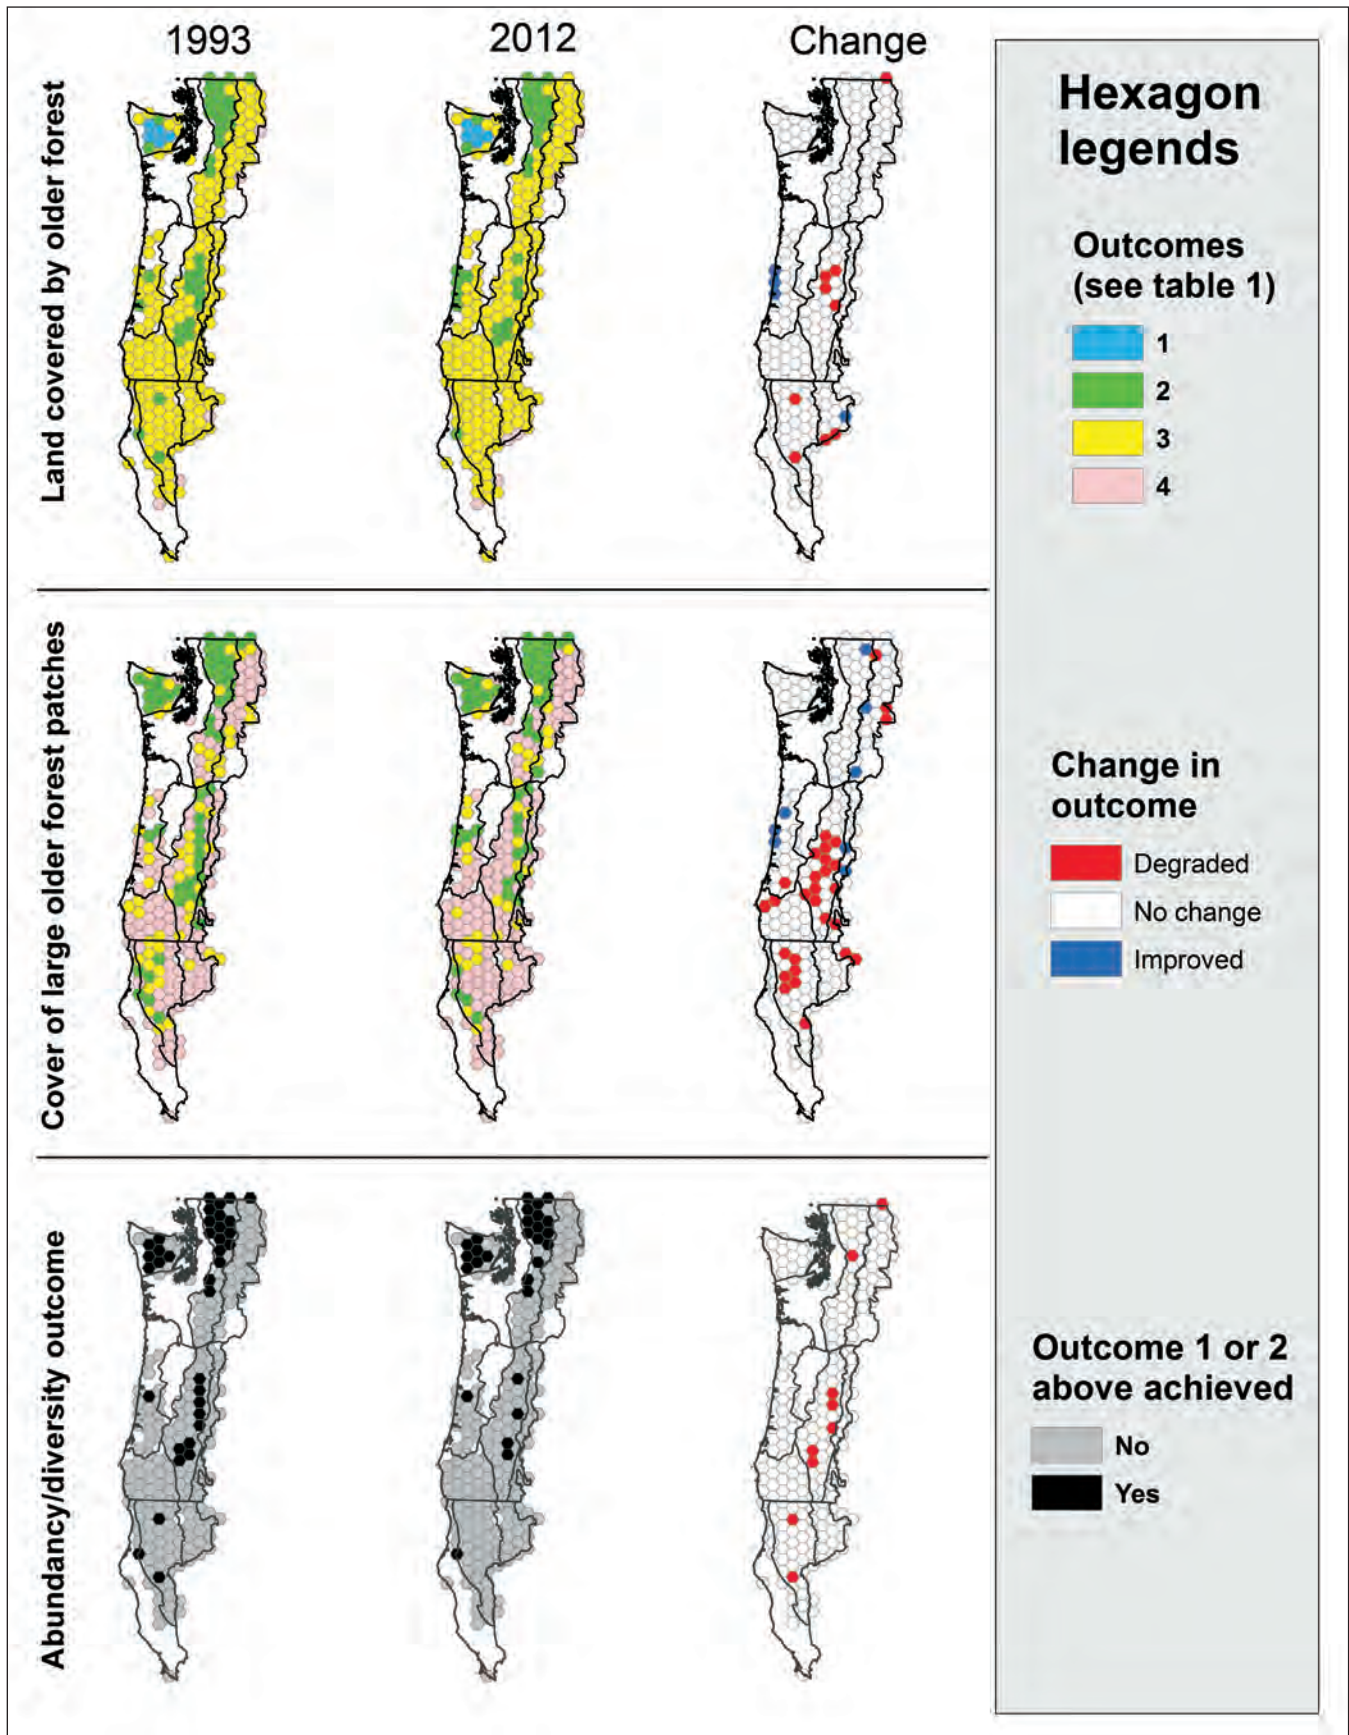 1993
2012
Change
Land covered by older forest
Cover of large older forest patches
Abundancy/diversity outcome
Hexagon
legends
Outcomes
(see table 1)
1
2
3
4
Change in
outcome
Degraded
No change
Improved
Outcome 1 or 2
above achieved
No
Yes